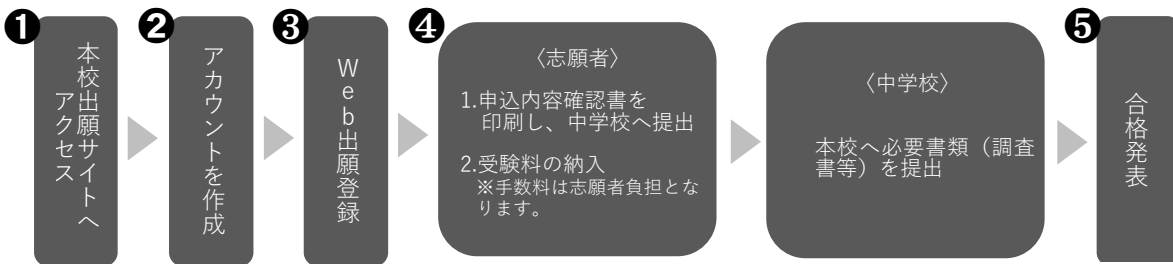 ❶
本校出願サイトへ
アクセス
❷
アカウントを作成
❸
Web出願登録
❹
〈志願者〉
1.申込内容確認書を
印刷し、中学校へ提出
2.受験料の納入
※手数料は志願者負担とな
ります。
〈中学校〉
本校へ必要書類（調査
書等）を提出
❺
合格発表